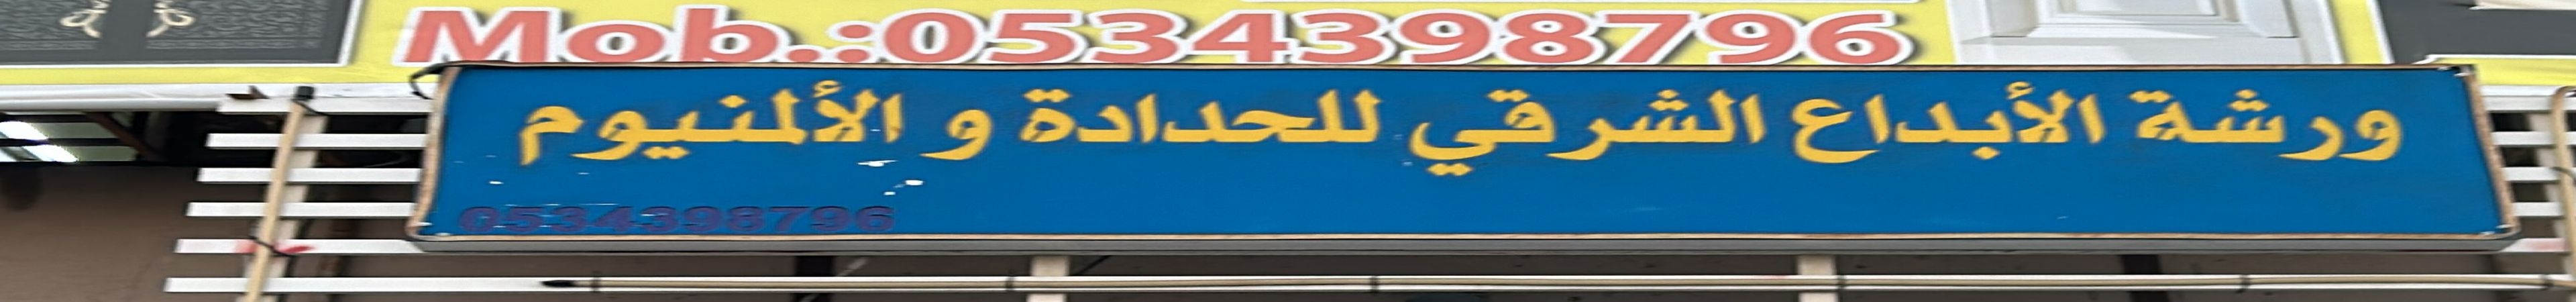 Mob.:0534398796
ورشة الأبداع الشرقي للحدادة و الألمنيوم
0534398796